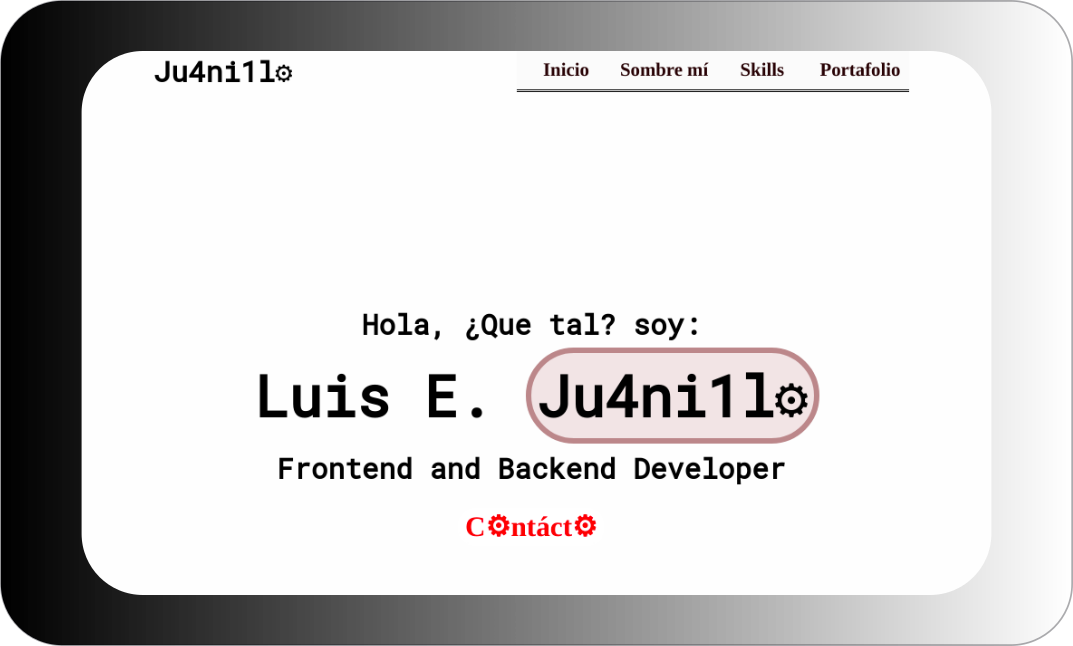 Ju4ni1l⚙
Inicio Sombre mí Skills Portafolio
Hola, ¿Que tal? soy:
Luis E. Ju4ni1l⚙
Frontend and Backend Developer
C⚙ntáct⚙